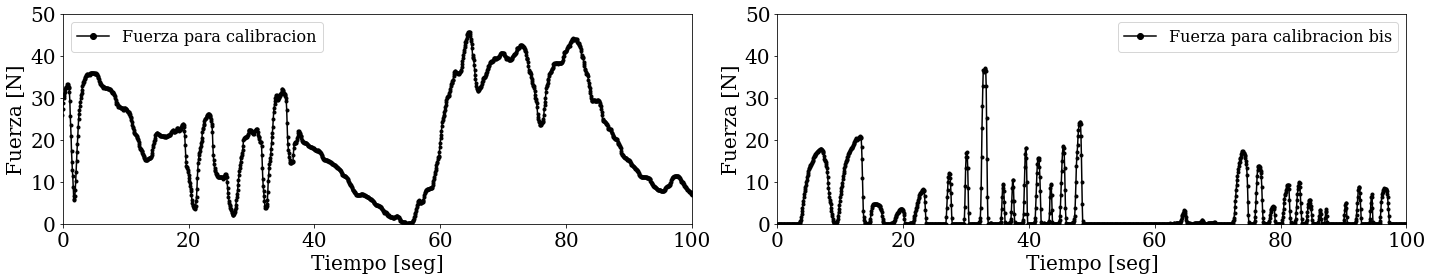 50
40
30
20
10
0
Fuerza [N]
Fuerza para calibracion
0 20 40 60 80 100
Tiempo [seg]
50
40
30
20
10
0
Fuerza [N]
Fuerza para calibracion bis
0 20 40 60 80 100
Tiempo [seg]